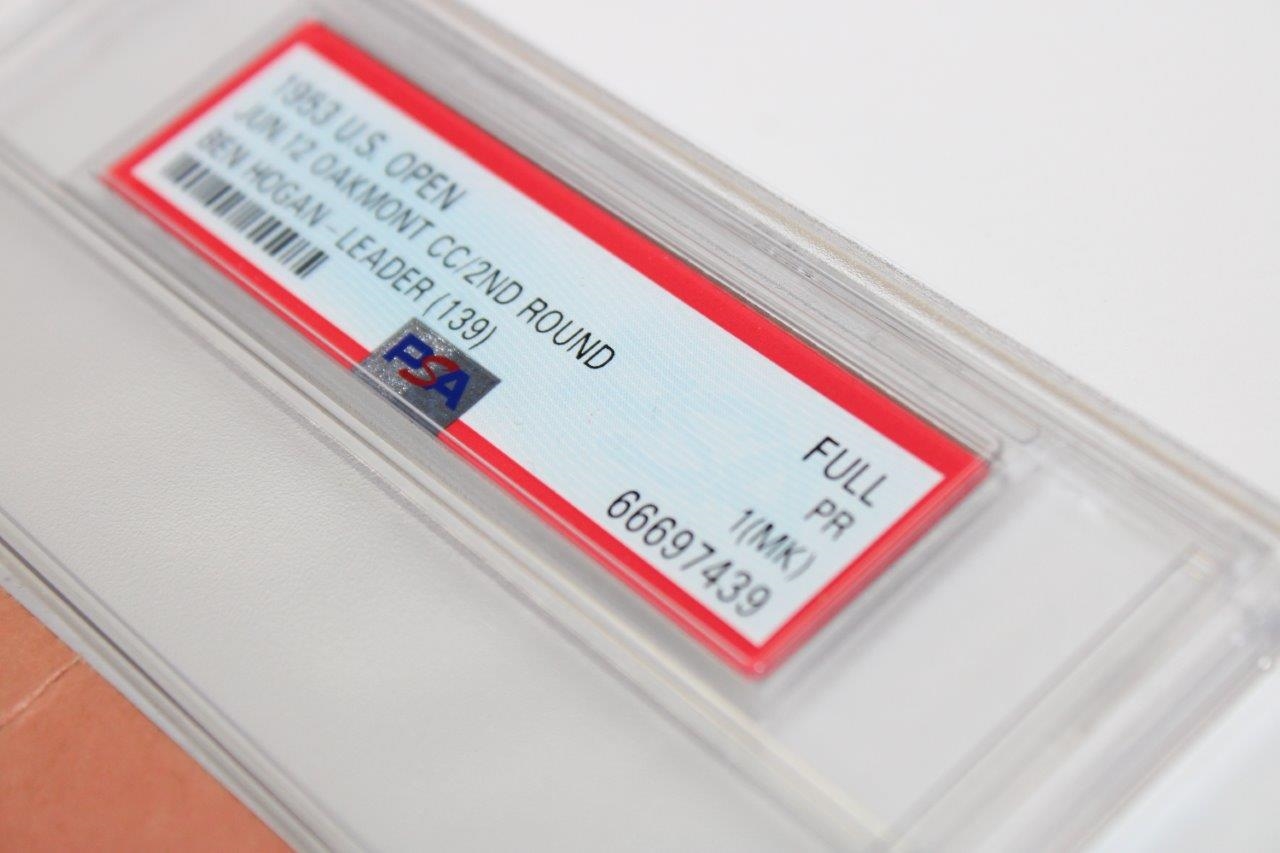 1953 U.S. OPEN
JUN.12 OAKMONT CC/2ND ROUND
BEN HOGAN-LEADER (139)
PSA
FULL
PR
1(MK)
66697439